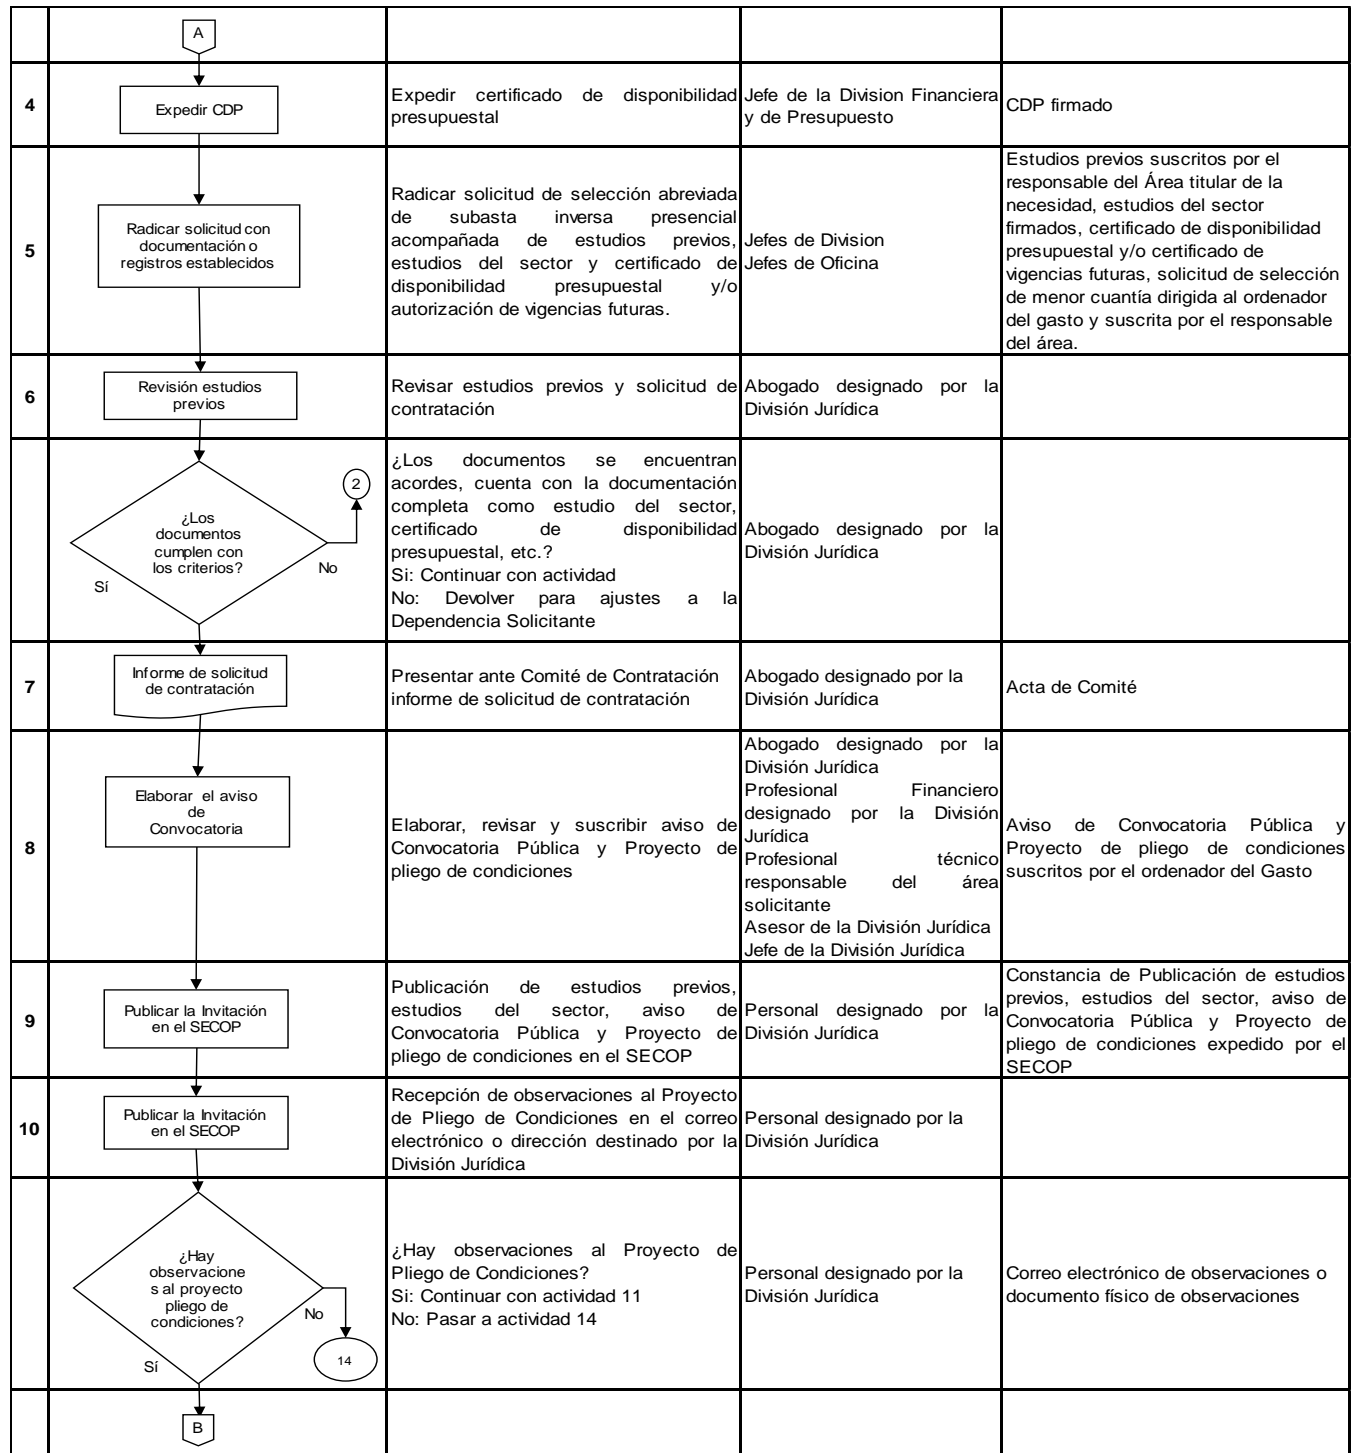 A
4
Expedir CDP
Expedir certificado de disponibilidad
presupuestal
Jefe de la Division Financiera
y de Presupuesto
CDP firmado
5
Radicar solicitud con
documentación o
registros establecidos
Radicar solicitud de selección abreviada
de subasta inversa presencial
acompañada de estudios previos,
estudios del sector y certificado de
disponibilidad presupuestal y/o
autorización de vigencias futuras.
Jefes de Division
Jefes de Oficina
Estudios previos suscritos por el
responsable del Área titular de la
necesidad, estudios del sector
firmados, certificado de disponibilidad
presupuestal y/o certificado de
vigencias futuras, solicitud de selección
de menor cuantía dirigida al ordenador
del gasto y suscrita por el responsable
del área.
6
Revisión estudios
previos
Revisar estudios previos y solicitud de
contratación
Abogado designado por la
División Jurídica
¿Los
documentos
cumplen con
los criterios?
Sí
No
2
¿Los documentos se encuentran
acordes, cuenta con la documentación
completa como estudio del sector,
certificado de disponibilidad
presupuestal, etc.?
Si: Continuar con actividad
No: Devolver para ajustes a la
Dependencia Solicitante
Abogado designado por la
División Jurídica
7
Informe de solicitud
de contratación
Presentar ante Comité de Contratación
informe de solicitud de contratación
Abogado designado por la
División Jurídica
Acta de Comité
8
Elaborar el aviso
de
Convocatoria
Elaborar, revisar y suscribir aviso de
Convocatoria Pública y Proyecto de
pliego de condiciones
Abogado designado por la
División Jurídica
Profesional Financiero
designado por la División
Jurídica
Profesional técnico
responsable del área
solicitante
Asesor de la División Jurídica
Jefe de la División Jurídica
Aviso de Convocatoria Pública y
Proyecto de pliego de condiciones
suscritos por el ordenador del Gasto
9
Publicar la Invitación
en el SECOP
Publicación de estudios previos,
estudios del sector, aviso de
Convocatoria Pública y Proyecto de
pliego de condiciones en el SECOP
Personal designado por la
División Jurídica
Constancia de Publicación de estudios
previos, estudios del sector, aviso de
Convocatoria Pública y Proyecto de
pliego de condiciones expedido por el
SECOP
10
Publicar la Invitación
en el SECOP
Recepción de observaciones al Proyecto
de Pliego de Condiciones en el correo
electrónico o dirección destinado por la
División Jurídica
Personal designado por la
División Jurídica
¿Hay
observacione
s al proyecto
pliego de
condiciones?
Sí
No
14
¿Hay observaciones al Proyecto de
Pliego de Condiciones?
Si: Continuar con actividad 11
No: Pasar a actividad 14
Personal designado por la
División Jurídica
Correo electrónico de observaciones o
documento físico de observaciones
B